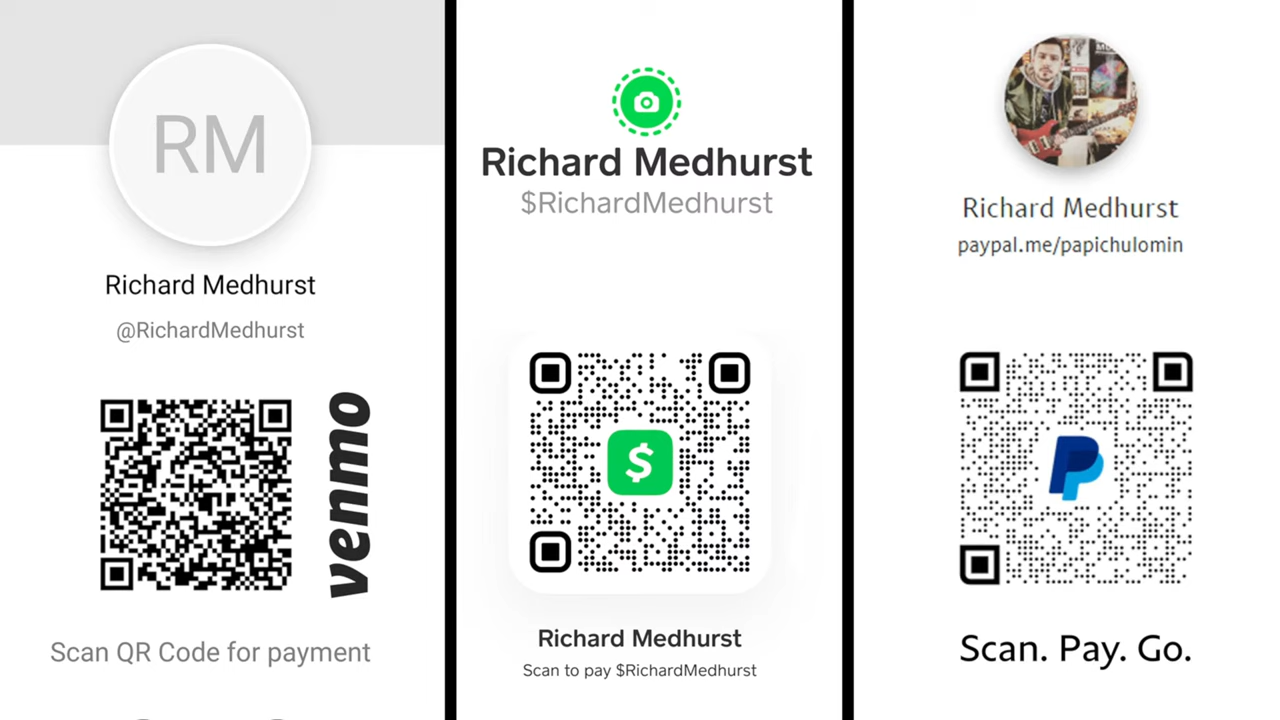 RM
Richard Medhurst
@RichardMedhurst
venmo
Scan QR Code for payment
Richard Medhurst
$RichardMedhurst
$
Richard Medhurst
Scan to pay $RichardMedhurst
Richard Medhurst
paypal.me/papichulomin
Scan. Pay. Go.